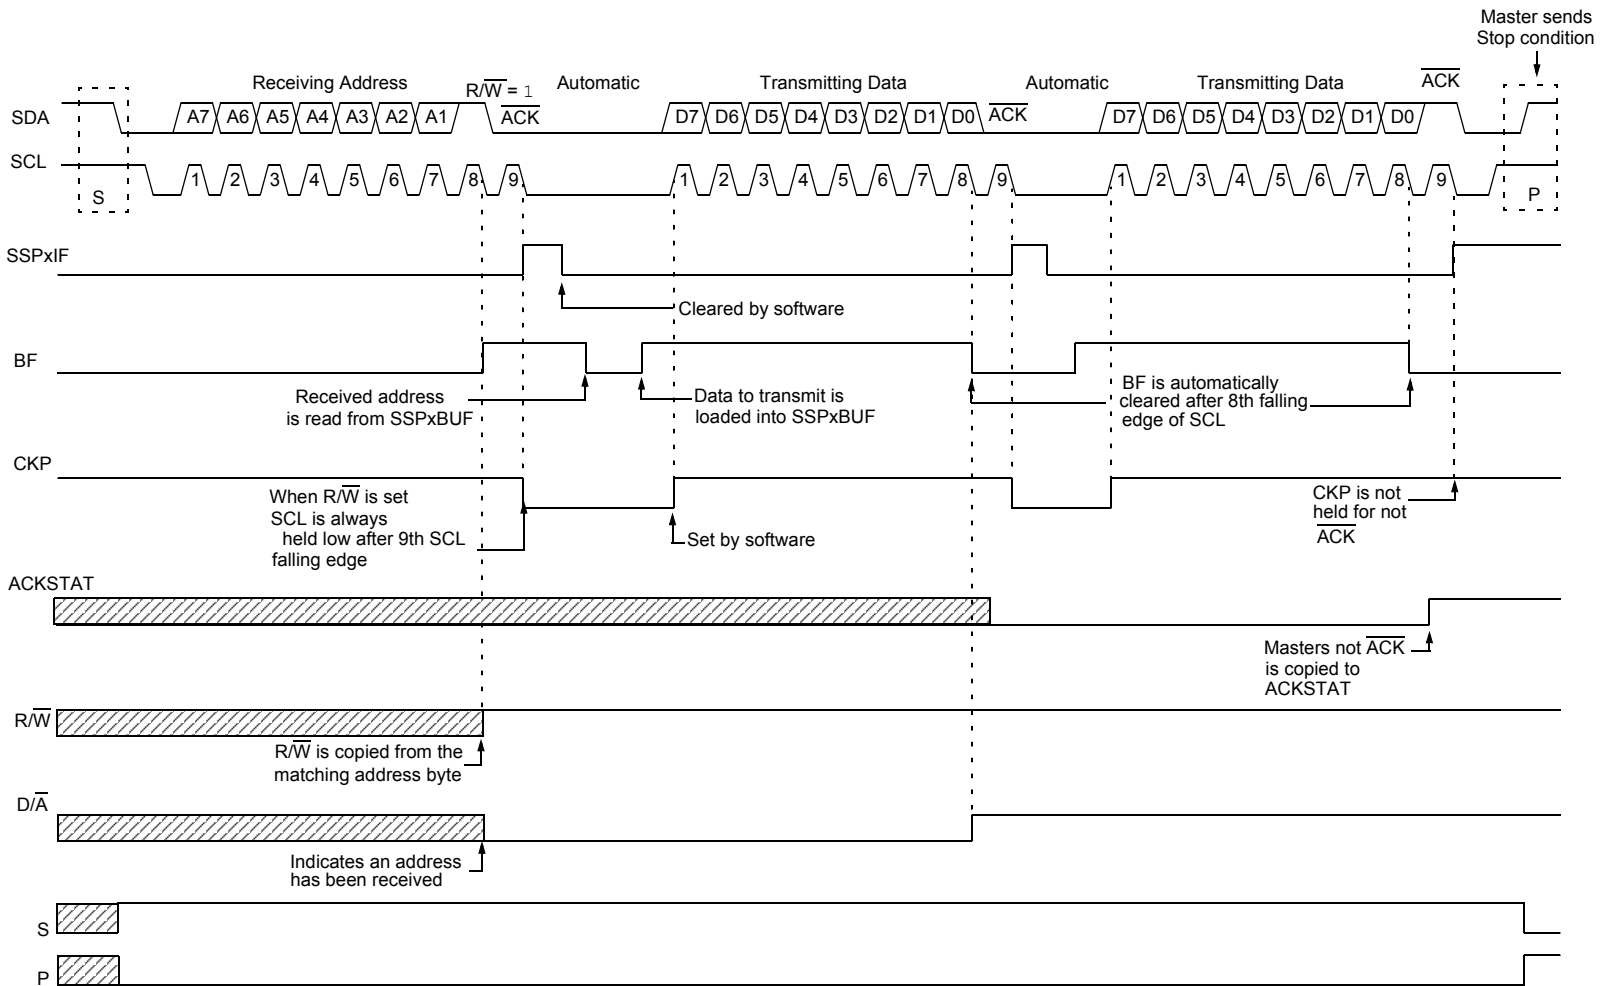 Master sends
Stop condition
Receiving Address
R/W̅ = 1
Automatic
Transmitting Data
Automatic
Transmitting Data
A̅C̅K̅
SDA
A7 A6 A5 A4 A3 A2 A1
A̅C̅K̅
D7 D6 D5 D4 D3 D2 D1 D0
A̅C̅K̅
D7 D6 D5 D4 D3 D2 D1 D0
SCL
S
1 2 3 4 5 6 7 8 9
1 2 3 4 5 6 7 8 9
1 2 3 4 5 6 7 8 9
P
SSPxIF
Cleared by software
BF
Received address
is read from SSPxBUF
Data to transmit is
loaded into SSPxBUF
BF is automatically
cleared after 8th falling
edge of SCL
CKP
When R/W̅ is set
SCL is always
held low after 9th SCL
falling edge
Set by software
CKP is not
held for not
A̅C̅K̅
ACKSTAT
Masters not A̅C̅K̅
is copied to
ACKSTAT
R/W̅
R/W̅ is copied from the
matching address byte
D/A̅
Indicates an address
has been received
S
P